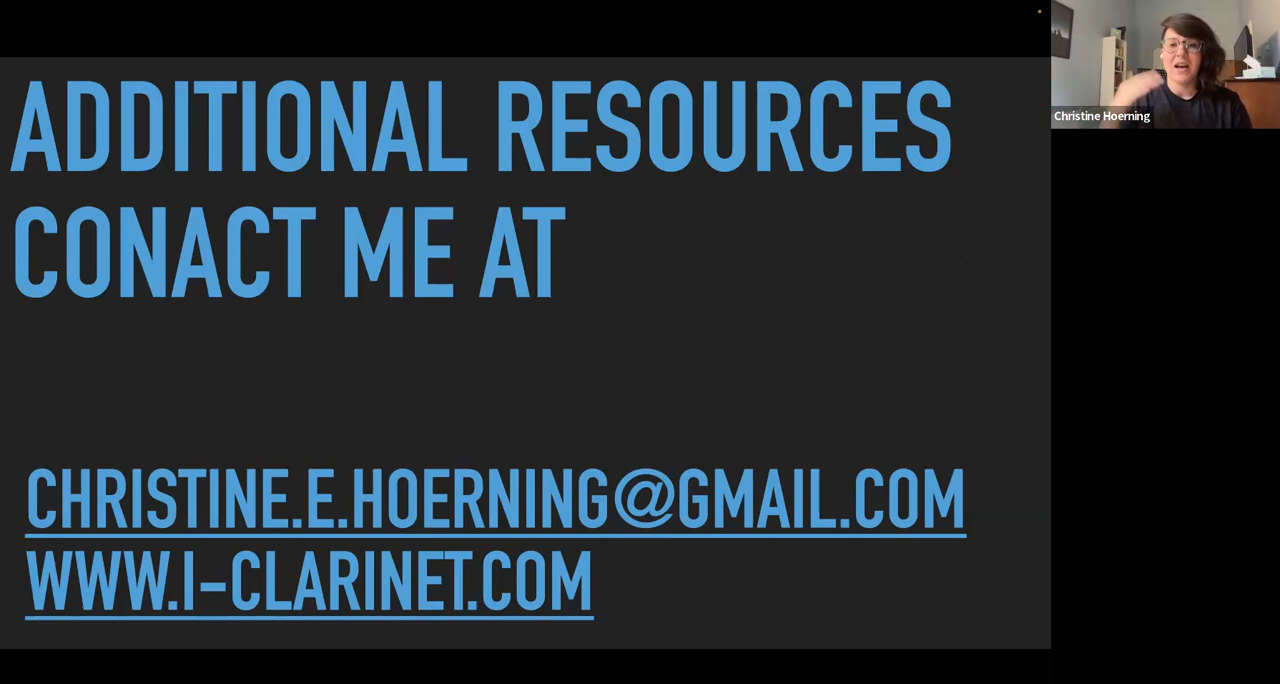 ADDITIONAL RESOURCES
CONACT ME AT
CHRISTINE.E.HOERNING@GMAIL.COM
WWW.I-CLARINET.COM
Christine Hoerning